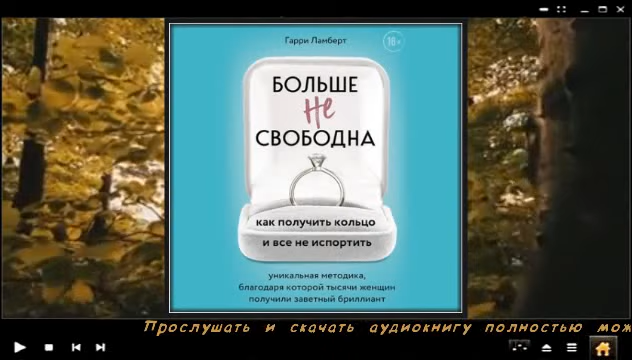 Гарри Ламберт
16+
БОЛЬШЕ
не
СВОБОДНА
как получить кольцо
и все не испортить
уникальная методика,
благодаря которой тысячи женщин
получили заветный бриллиант
Прослушать и скачать аудиокнигу полностью мож